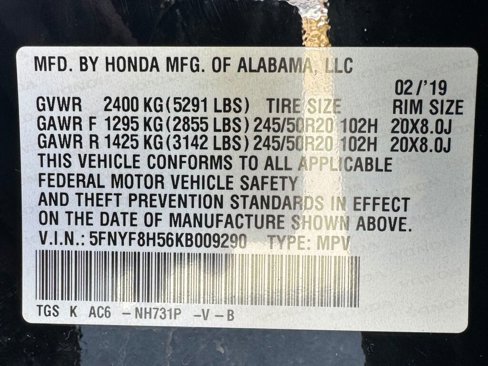 MFD. BY HONDA MFG. OF ALABAMA, LLC
02 /'19
GVWR 2400 KG (5291 LBS) TIRE SIZE RIM SIZE
GAWR F 1295 KG (2855 LBS) 245/50R20 102H 20X8.0J
GAWR R 1425 KG (3142 LBS) 245/50R20 102H 20X8.0J
THIS VEHICLE CONFORMS TO ALL APPLICABLE
FEDERAL MOTOR VEHICLE SAFETY
AND THEFT PREVENTION STANDARDS IN EFFECT
ON THE DATE OF MANUFACTURE SHOWN ABOVE.
V.I.N.: 5FNYF8H56KB009290 TYPE: MPV
TGS K AC6 – NH731P –V – B